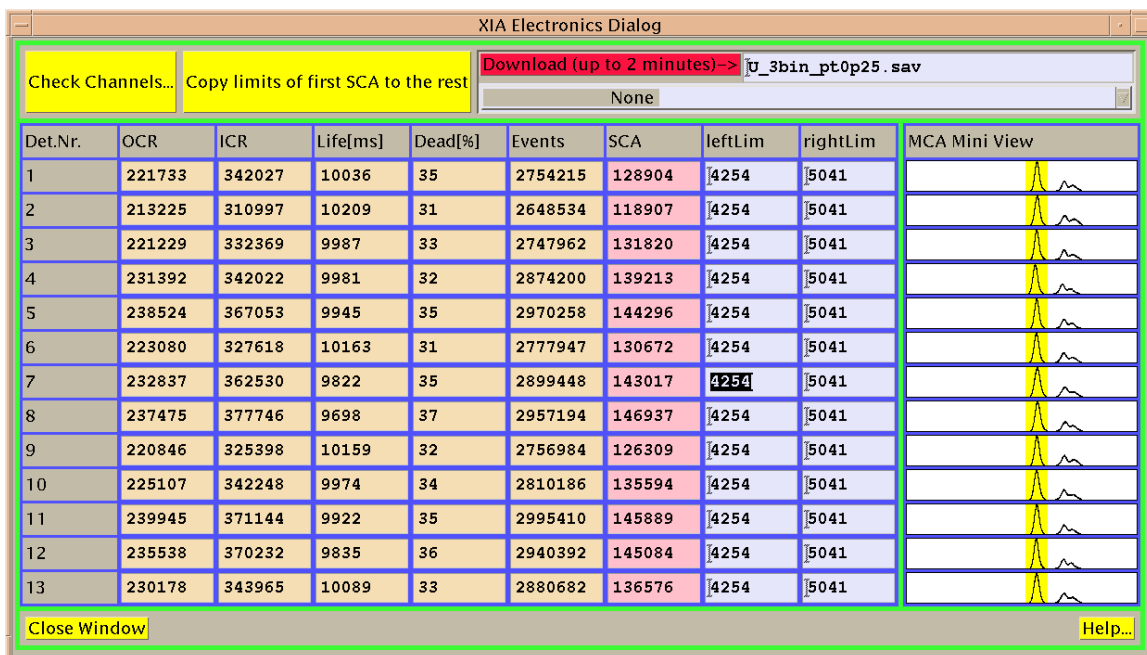 XIA Electronics Dialog
Check Channels... Copy limits of first SCA to the rest Download (up to 2 minutes)-> U_3bin_pt0p25.sav
None
Det.Nr. OCR ICR Life[ms] Dead[%] Events SCA leftLim rightLim MCA Mini View
1 221733 342027 10036 35 2754215 128904 4254 5041
2 213225 310997 10209 31 2648534 118907 4254 5041
3 221229 332369 9987 33 2747962 131820 4254 5041
4 231392 342022 9981 32 2874200 139213 4254 5041
5 238524 367053 9945 35 2970258 144296 4254 5041
6 223080 327618 10163 31 2777947 130672 4254 5041
7 232837 362530 9822 35 2899448 143017 4254 5041
8 237475 377746 9698 37 2957194 146937 4254 5041
9 220846 325398 10159 32 2756984 126309 4254 5041
10 225107 342248 9974 34 2810186 135594 4254 5041
11 239945 371144 9922 35 2995410 145889 4254 5041
12 235538 370232 9835 36 2940392 145084 4254 5041
13 230178 343965 10089 33 2880682 136576 4254 5041
Close Window Help...